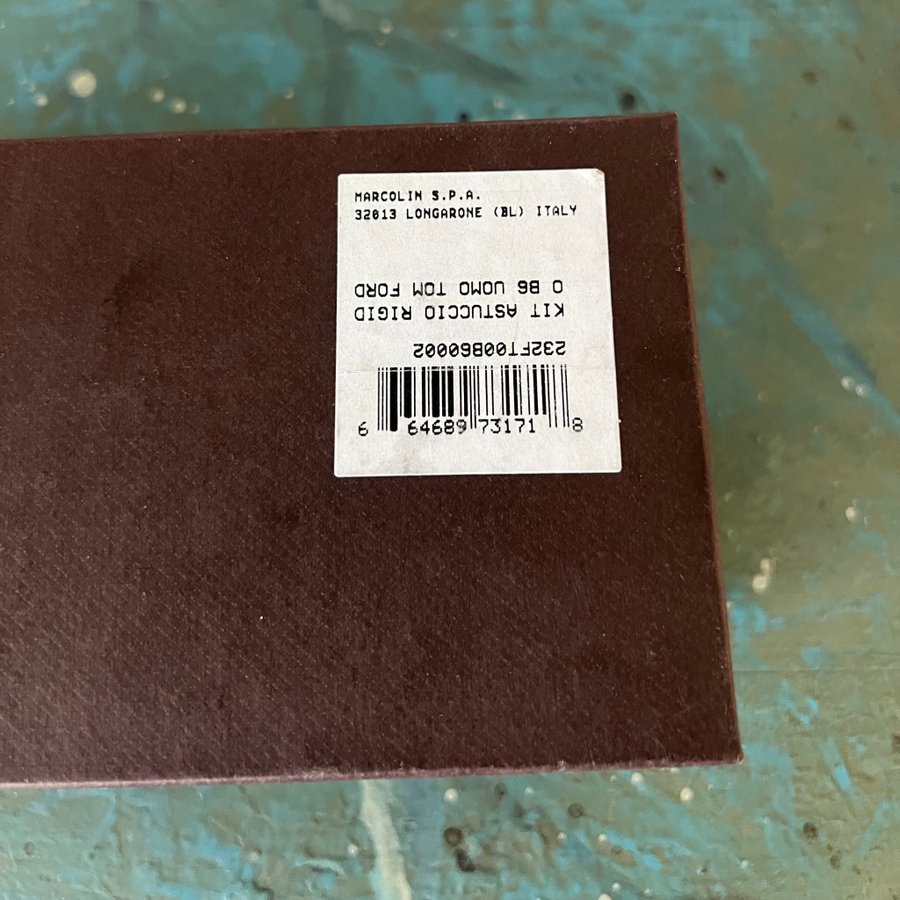 MARCOLIN S.P.A.
32013 LONGARONE (BL) ITALY
KIT ASTUCCIO RIGID
O B6 UOMO TOM FORD
232FT00B60002
6 64689 73171 8